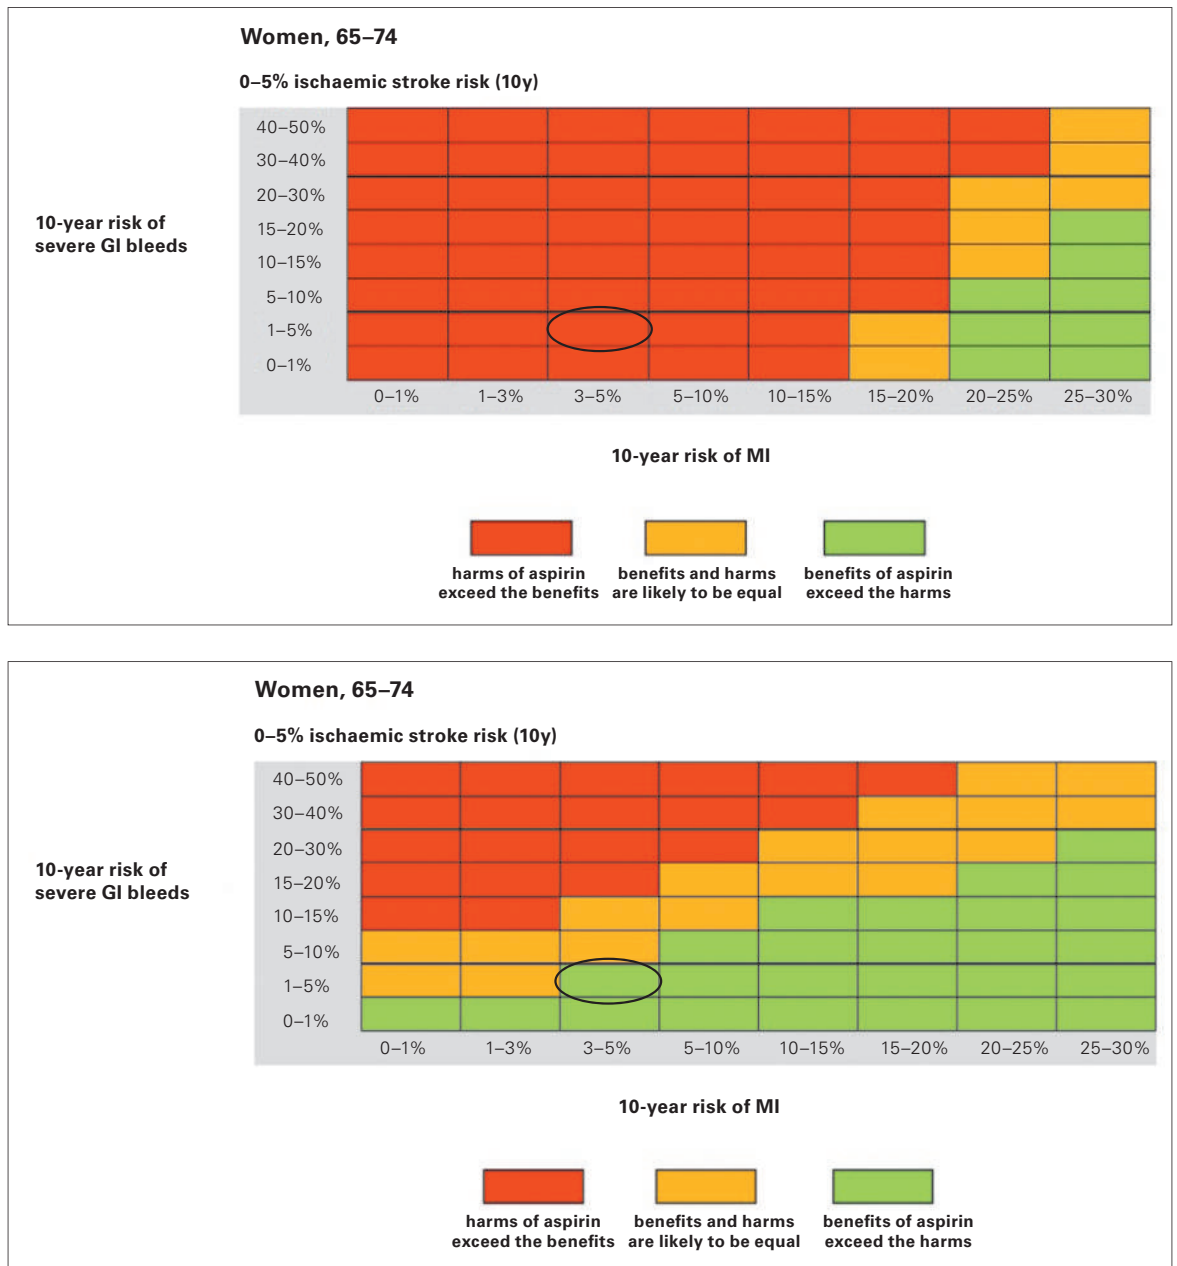 Women, 65–74
0–5% ischaemic stroke risk (10y)
10-year risk of
severe GI bleeds
40–50%
30–40%
20–30%
15–20%
10–15%
5–10%
1–5%
0–1%
0–1% 1–3% 3–5% 5–10% 10–15% 15–20% 20–25% 25–30%
10-year risk of MI
harms of aspirin
exceed the benefits
benefits and harms
are likely to be equal
benefits of aspirin
exceed the harms
Women, 65–74
0–5% ischaemic stroke risk (10y)
10-year risk of
severe GI bleeds
40–50%
30–40%
20–30%
15–20%
10–15%
5–10%
1–5%
0–1%
0–1% 1–3% 3–5% 5–10% 10–15% 15–20% 20–25% 25–30%
10-year risk of MI
harms of aspirin
exceed the benefits
benefits and harms
are likely to be equal
benefits of aspirin
exceed the harms